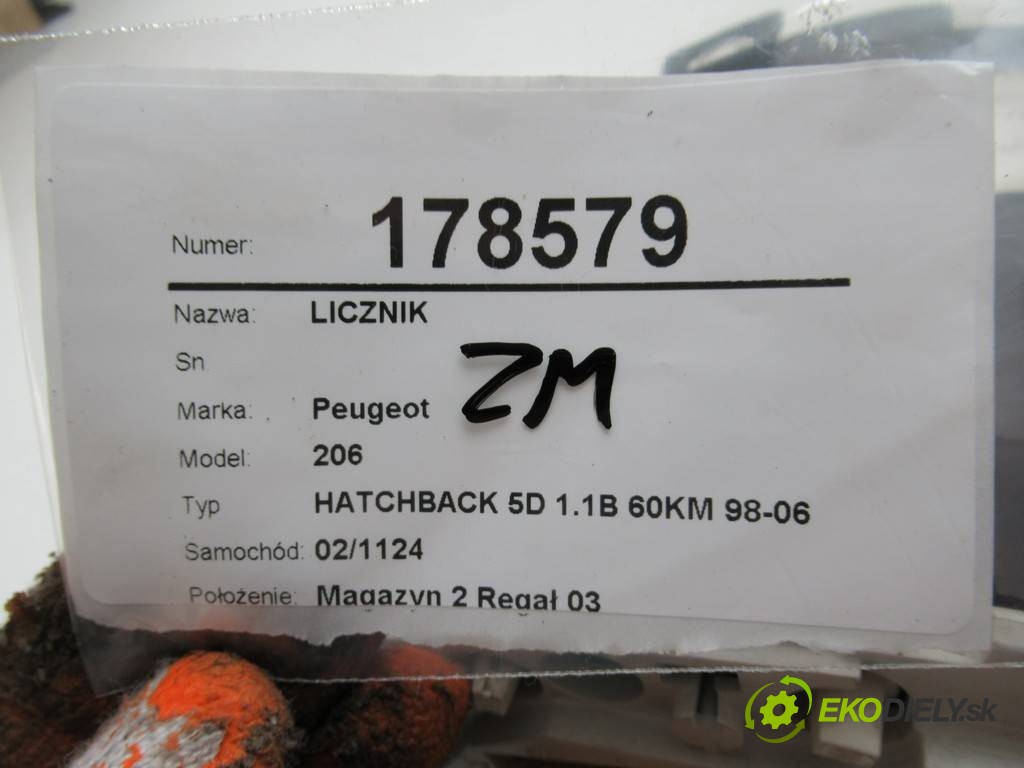 Numer: 178579
Nazwa: LICZNIK
Sn
ZM
Marka: Peugeot
Model: 206
Typ HATCHBACK 5D 1.1B 60KM 98-06
Samochód: 02/1124
Położenie: Magazyn 2 Regał 03
EKODIELY.sk